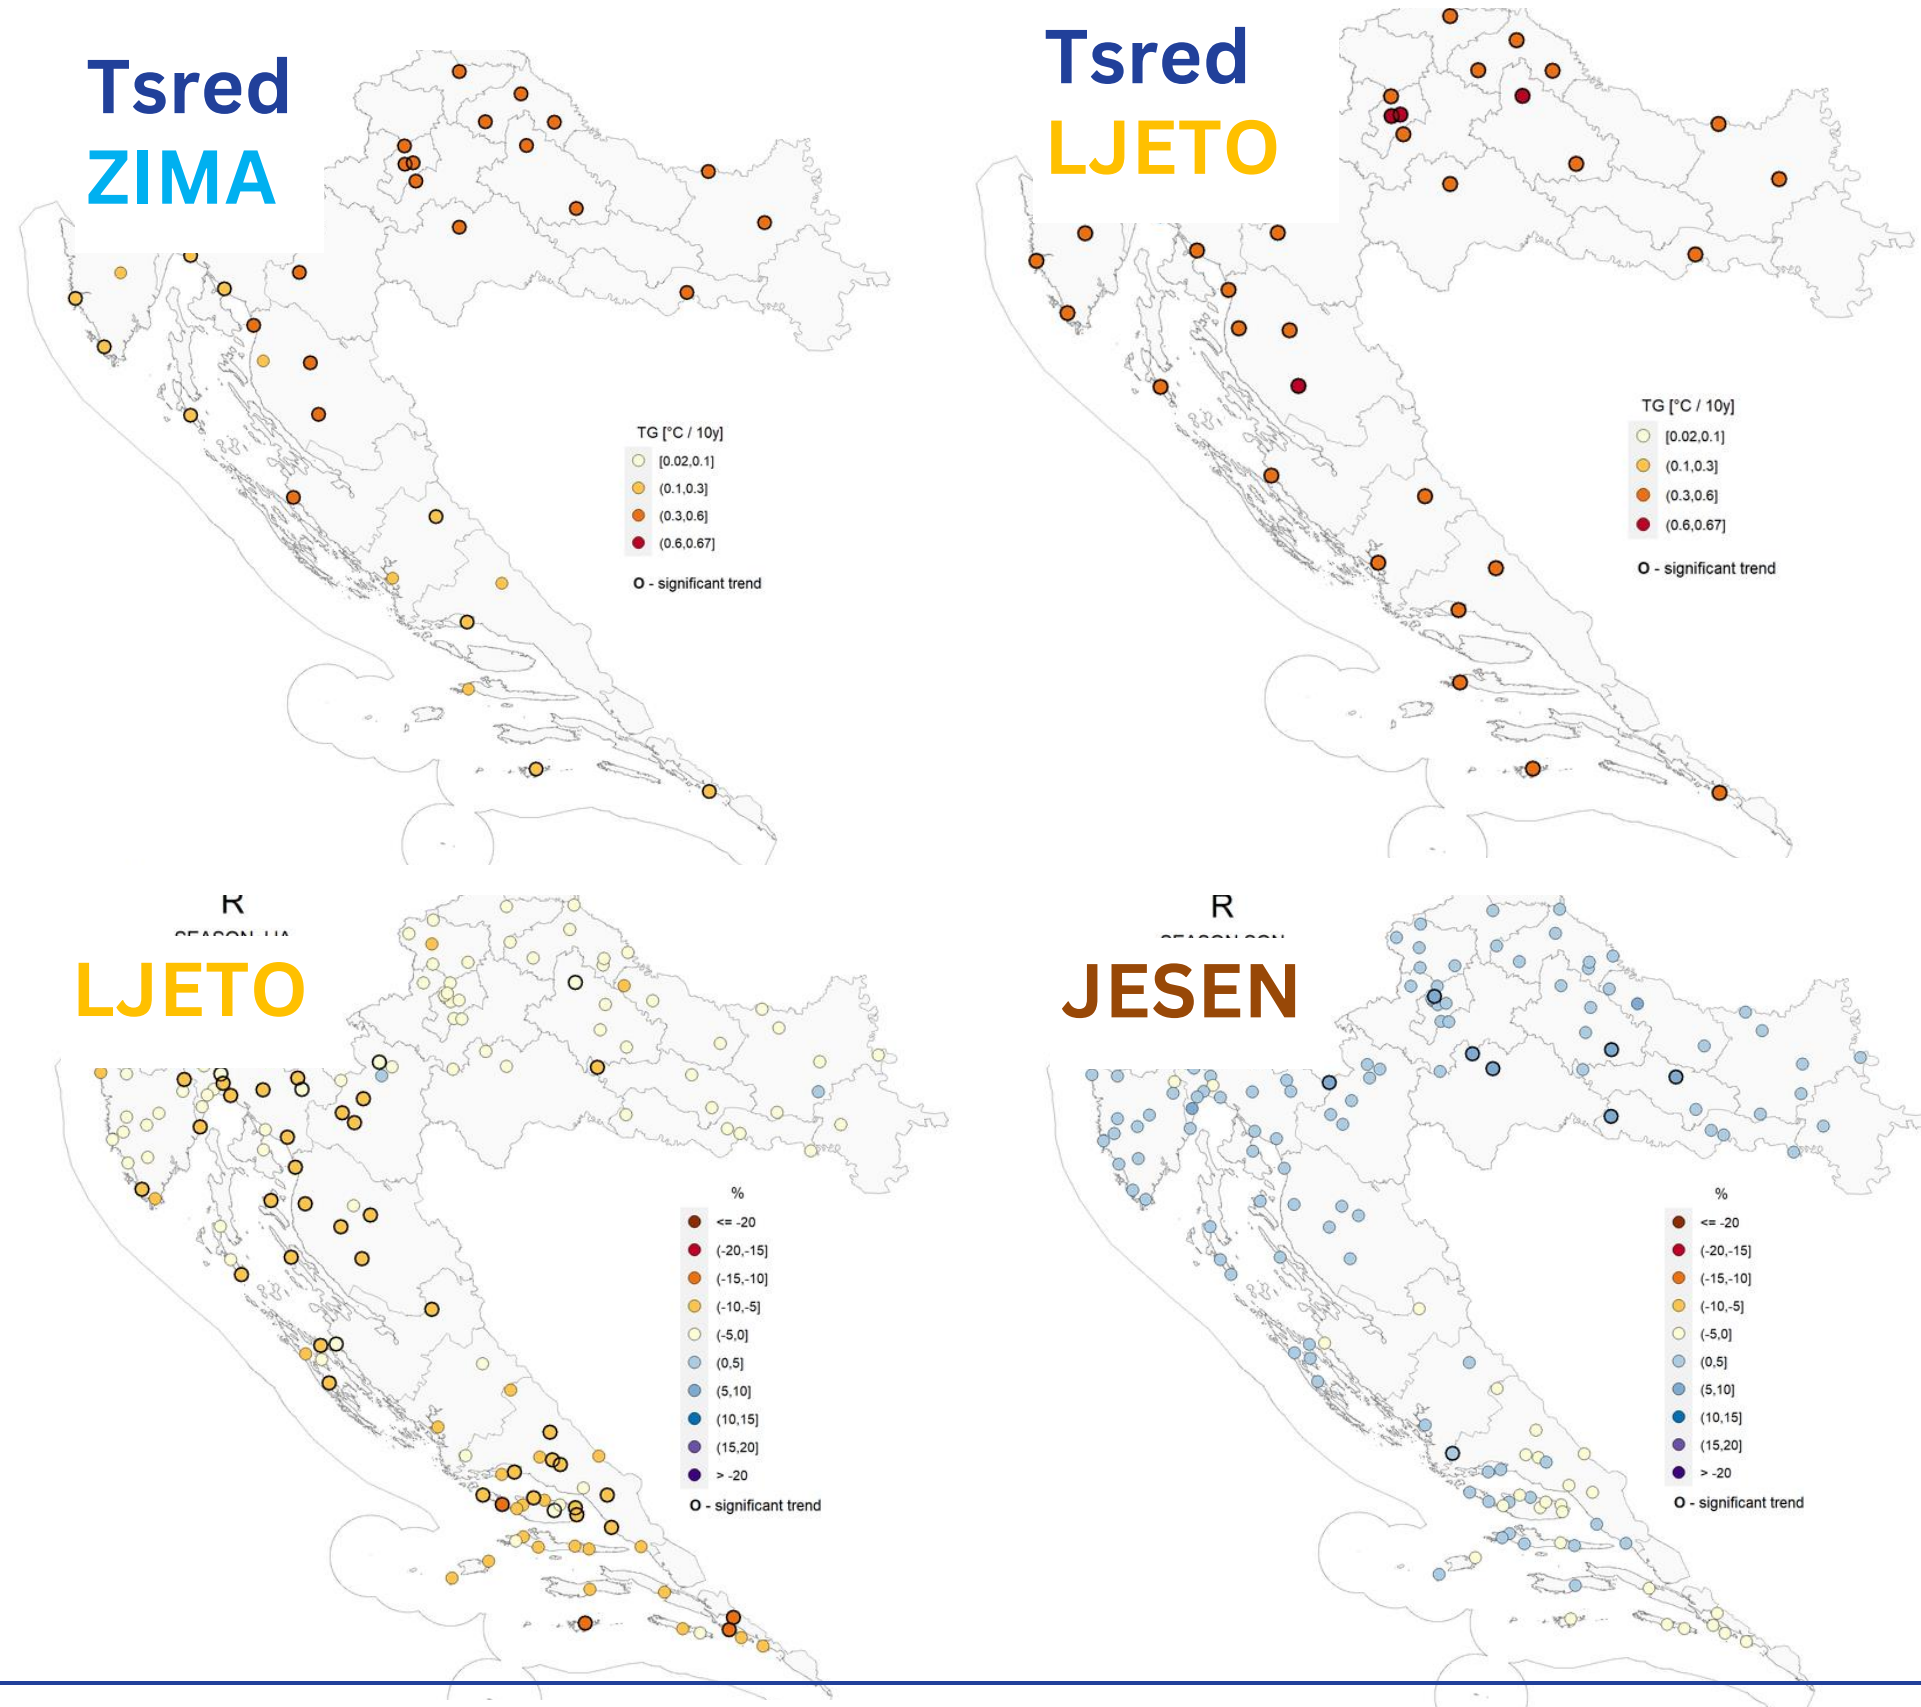 Tsred
ZIMA
TG [°C / 10y]
[0.02,0.1]
(0.1,0.3]
(0.3,0.6]
(0.6,0.67]
O - significant trend
Tsred
LJETO
TG [°C / 10y]
[0.02,0.1]
(0.1,0.3]
(0.3,0.6]
(0.6,0.67]
O - significant trend
R
LJETO
%
<= -20
(-20,-15]
(-15,-10]
(-10,-5]
(-5,0]
(0,5]
(5,10]
(10,15]
(15,20]
> -20
O - significant trend
R
JESEN
%
<= -20
(-20,-15]
(-15,-10]
(-10,-5]
(-5,0]
(0,5]
(5,10]
(10,15]
(15,20]
> -20
O - significant trend